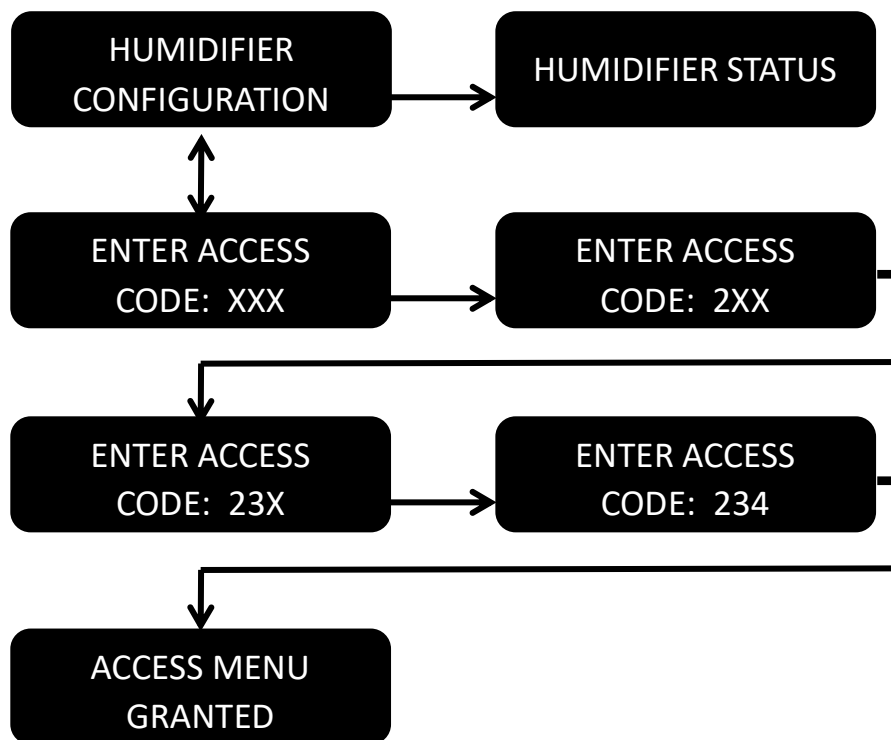 HUMIDIFIER
CONFIGURATION
HUMIDIFIER STATUS
ENTER ACCESS
CODE:  XXX
ENTER ACCESS
CODE:  2XX
ENTER ACCESS
CODE:  23X
ENTER ACCESS
CODE:  234
ACCESS MENU
GRANTED